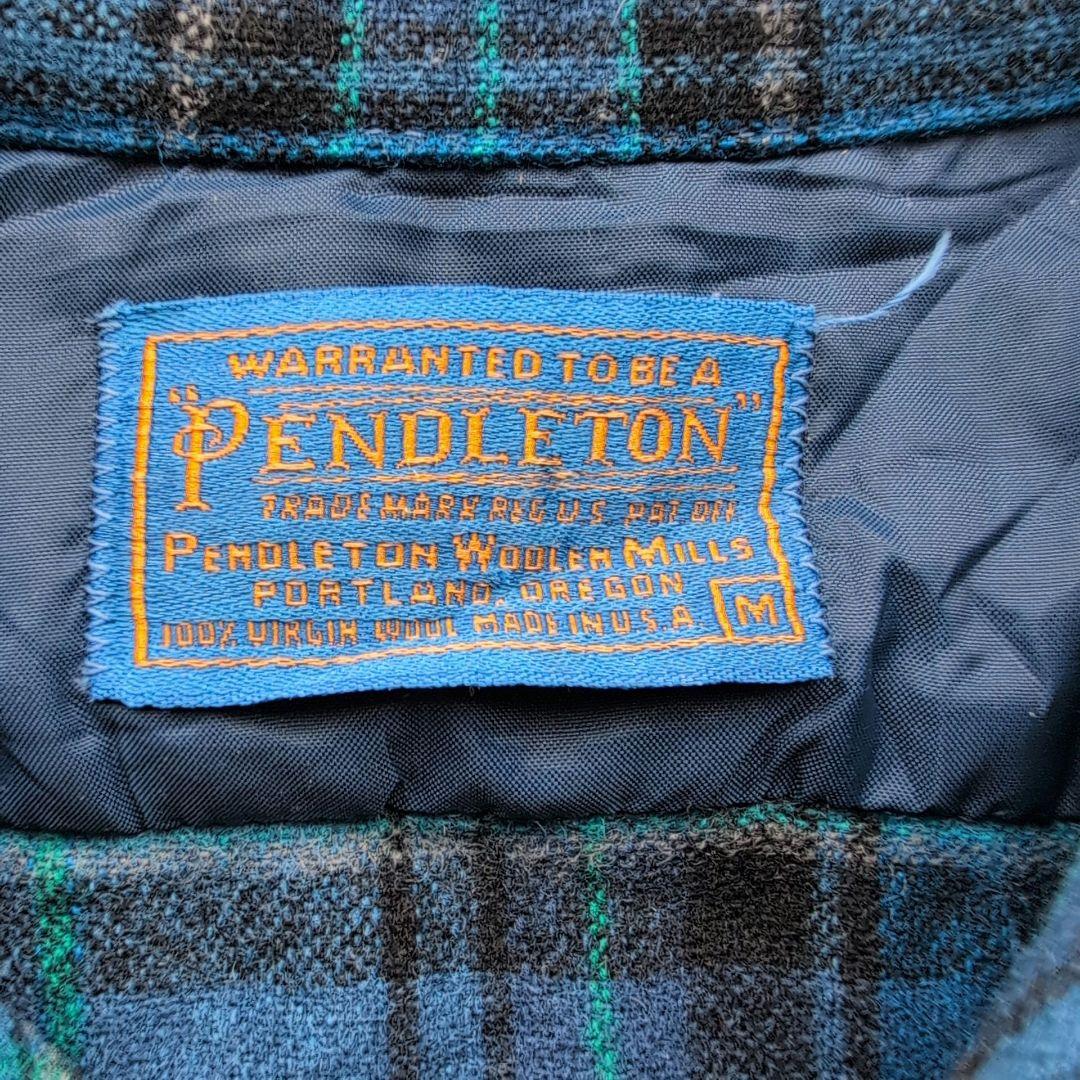 WARRANTED TO BE A
"PENDLETON"
TRADE MARK REG. U.S. PAT. OFF.
PENDLETON WOOLEN MILLS
PORTLAND, OREGON
100% VIRGIN WOOL MADE IN U.S.A.
M